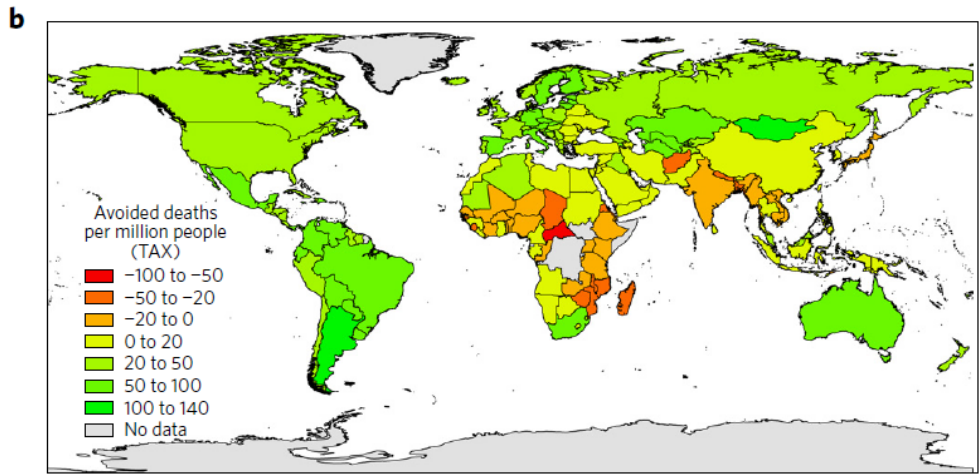 b
Avoided deaths
per million people
(TAX)
−100 to −50
−50 to −20
−20 to 0
0 to 20
20 to 50
50 to 100
100 to 140
No data